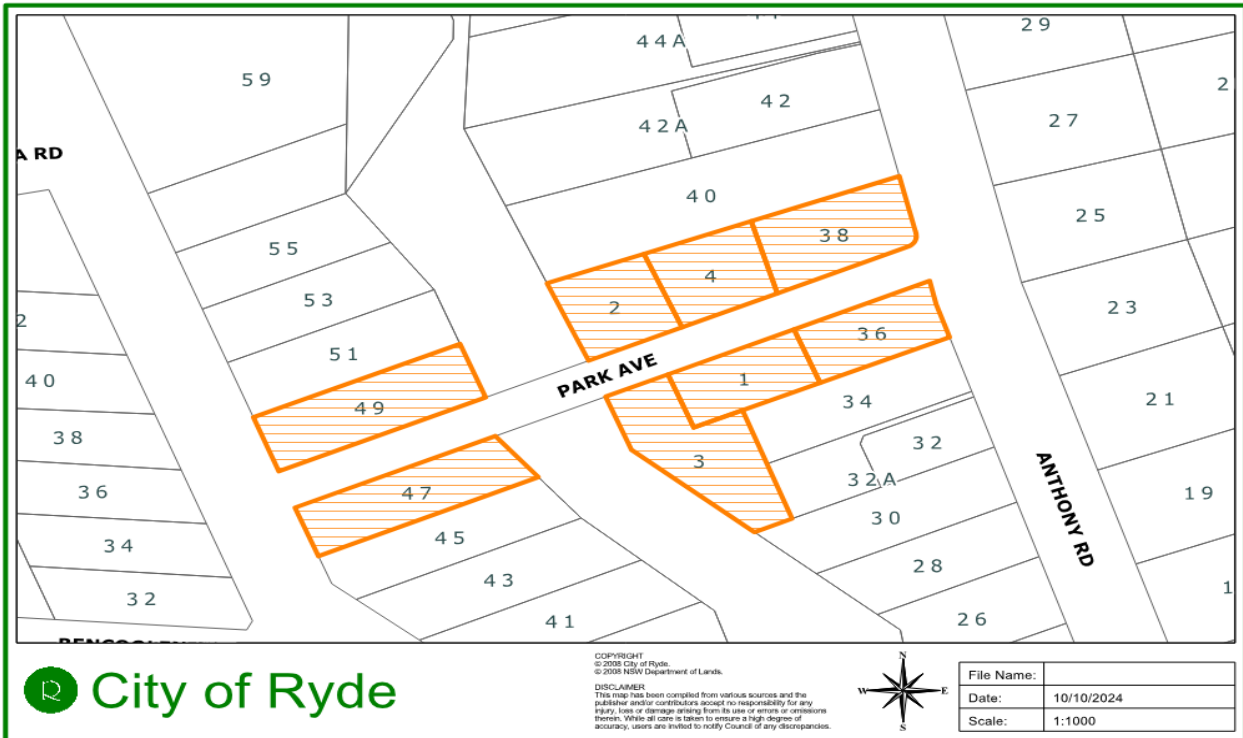 29
44A
59
2
42
42A
27
A RD
40
25
55
38
4
53
2
23
2
51
36
PARK AVE
1
40
49
34
21
38
32
3
32A
47
36
ANTHONY RD
19
30
45
34
28
43
32
1
41
26
City of Ryde
COPYRIGHT
© 2008 City of Ryde.
© 2008 NSW Department of Lands.
DISCLAIMER
This map has been compiled from various sources and the
publisher and/or contributors accept no responsibility for any
injury, loss or damage arising from its use or errors or omissions
therein. While all care is taken to ensure a high degree of
accuracy, users are invited to notify Council of any discrepancies.
N
W E
S
File Name:
Date: 10/10/2024
Scale: 1:1000